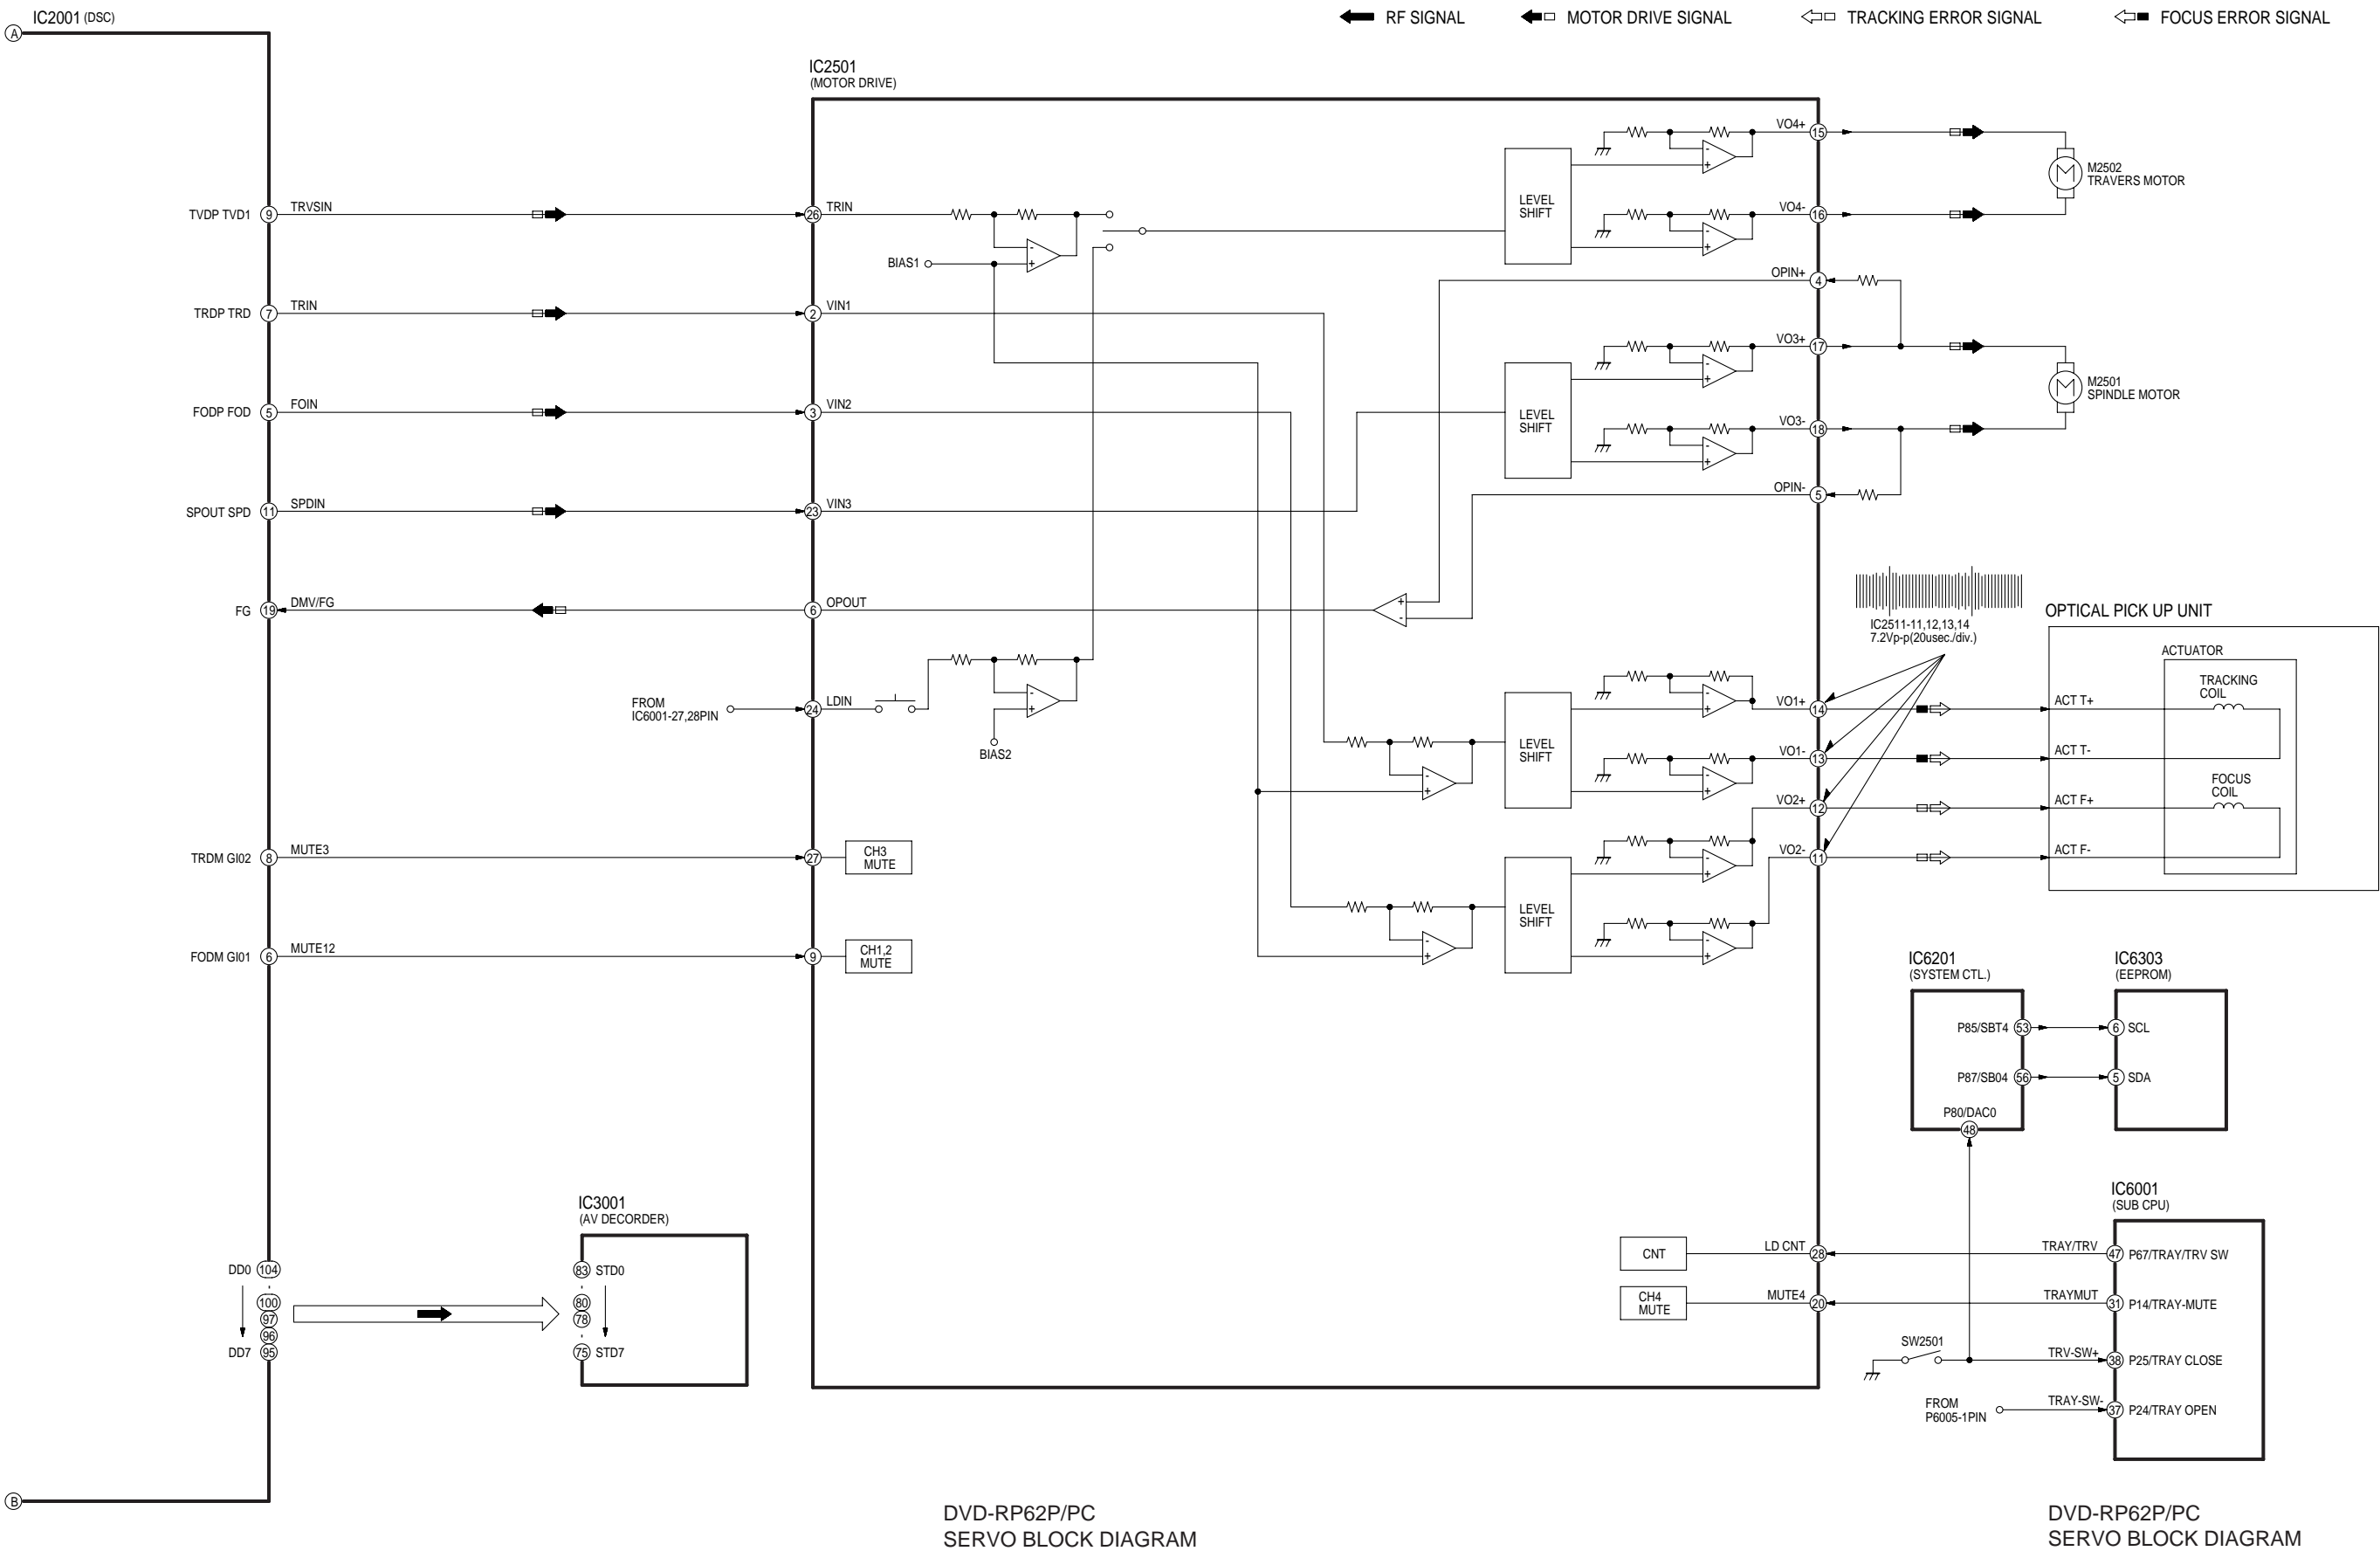 IC2001 (DSC)
A
RF SIGNAL
MOTOR DRIVE SIGNAL
TRACKING ERROR SIGNAL
FOCUS ERROR SIGNAL
IC2501
(MOTOR DRIVE)
TVDP TVD1 9 TRVSIN
26 TRIN
BIAS1
TRDP TRD 7 TRIN
2 VIN1
FODP FOD 5 FOIN
3 VIN2
SPOUT SPD 11 SPDIN
23 VIN3
FG 19 DMV/FG
6 OPOUT
FROM
IC6001-27,28PIN
24 LDIN
BIAS2
TRDM GI02 8 MUTE3
27 CH3
MUTE
FODM GI01 6 MUTE12
9 CH1,2
MUTE
LEVEL
SHIFT
- +
- +
VO4+ 15
VO4- 16
M2502
TRAVERS MOTOR
OPIN+ 4
LEVEL
SHIFT
- +
- +
VO3+ 17
VO3- 18
M2501
SPINDLE MOTOR
OPIN- 5
+ -
- +
- +
IC2511-11,12,13,14
7.2Vp-p(20usec./div.)
LEVEL
SHIFT
- +
- +
- +
VO1+ 14
VO1- 13
VO2+ 12
VO2- 11
LEVEL
SHIFT
- +
- +
- +
OPTICAL PICK UP UNIT
ACTUATOR
TRACKING
COIL
ACT T+
ACT T-
FOCUS
COIL
ACT F+
ACT F-
IC6201
(SYSTEM CTL.)
P85/SBT4 53
P87/SB04 56
P80/DAC0
48
IC6303
(EEPROM)
6 SCL
5 SDA
IC3001
(AV DECORDER)
DD0 104
100
97
96
DD7 95
83 STD0
80
78
75 STD7
IC6001
(SUB CPU)
CNT LD CNT 28 TRAY/TRV 47 P67/TRAY/TRV SW
CH4
MUTE
MUTE4 20 TRAYMUT 31 P14/TRAY-MUTE
SW2501
TRV-SW+ 38 P25/TRAY CLOSE
FROM
P6005-1PIN
TRAY-SW- 37 P24/TRAY OPEN
B
DVD-RP62P/PC
SERVO BLOCK DIAGRAM
DVD-RP62P/PC
SERVO BLOCK DIAGRAM